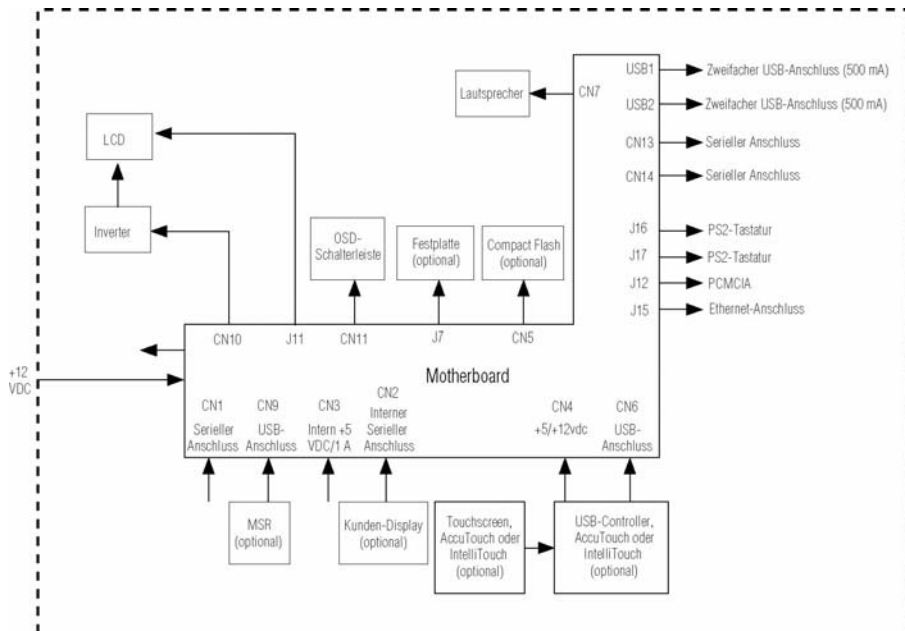 USB1
Zweifacher USB-Anschluss (500 mA)
Lautsprecher
CN7
USB2
Zweifacher USB-Anschluss (500 mA)
LCD
CN13
Serieller Anschluss
CN14
Serieller Anschluss
Inverter
OSD-
Schalterleiste
Festplatte
(optional)
Compact Flash
(optional)
J16
PS2-Tastatur
J17
PS2-Tastatur
J12
PCMCIA
J15
Ethernet-Anschluss
CN10
J11
CN11
J7
CN5
+12
VDC
Motherboard
CN1
Serieller
Anschluss
CN9
USB-
Anschluss
CN3
Intern +5
VDC/1 A
CN2
Interner
Serieller
Anschluss
CN4
+5/+12vdc
CN6
USB-
Anschluss
MSR
(optional)
Kunden-Display
(optional)
Touchscreen,
AccuTouch oder
IntelliTouch
(optional)
USB-Controller,
AccuTouch oder
IntelliTouch
(optional)